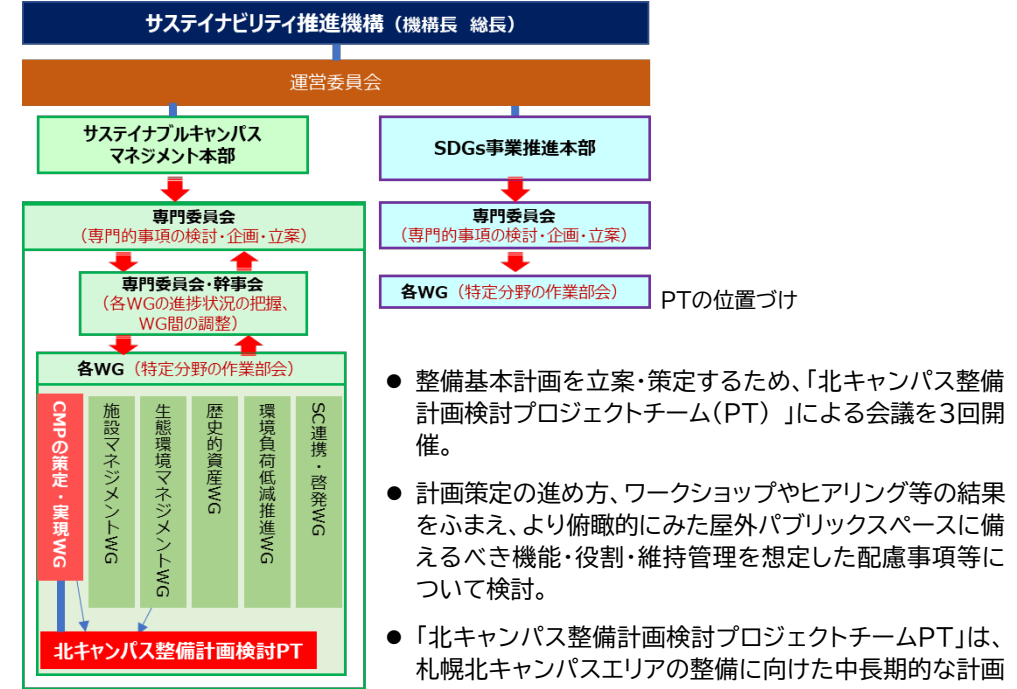 サステイナビリティ推進機構（機構長 総長）
運営委員会
サステイナブルキャンパス
マネジメント本部
SDGs事業推進本部
専門委員会
（専門的事項の検討・企画・立案）
専門委員会
（専門的事項の検討・企画・立案）
専門委員会・幹事会
（各WGの進捗状況の把握、
WG間の調整）
各WG（特定分野の作業部会）
各WG（特定分野の作業部会）
CMPの策定・実現WG
施設マネジメントWG
生態環境マネジメントWG
歴史的資産WG
環境負荷低減推進WG
SC連携・啓発WG
北キャンパス整備計画検討PT
PTの位置づけ
● 整備基本計画を立案・策定するため、「北キャンパス整備
計画検討プロジェクトチーム(PT) 」による会議を3回開
催。
● 計画策定の進め方、ワークショップやヒアリング等の結果
をふまえ、より俯瞰的にみた屋外パブリックスペースに備
えるべき機能・役割・維持管理を想定した配慮事項等に
ついて検討。
● 「北キャンパス整備計画検討プロジェクトチームPT」は、
札幌北キャンパスエリアの整備に向けた中長期的な計画